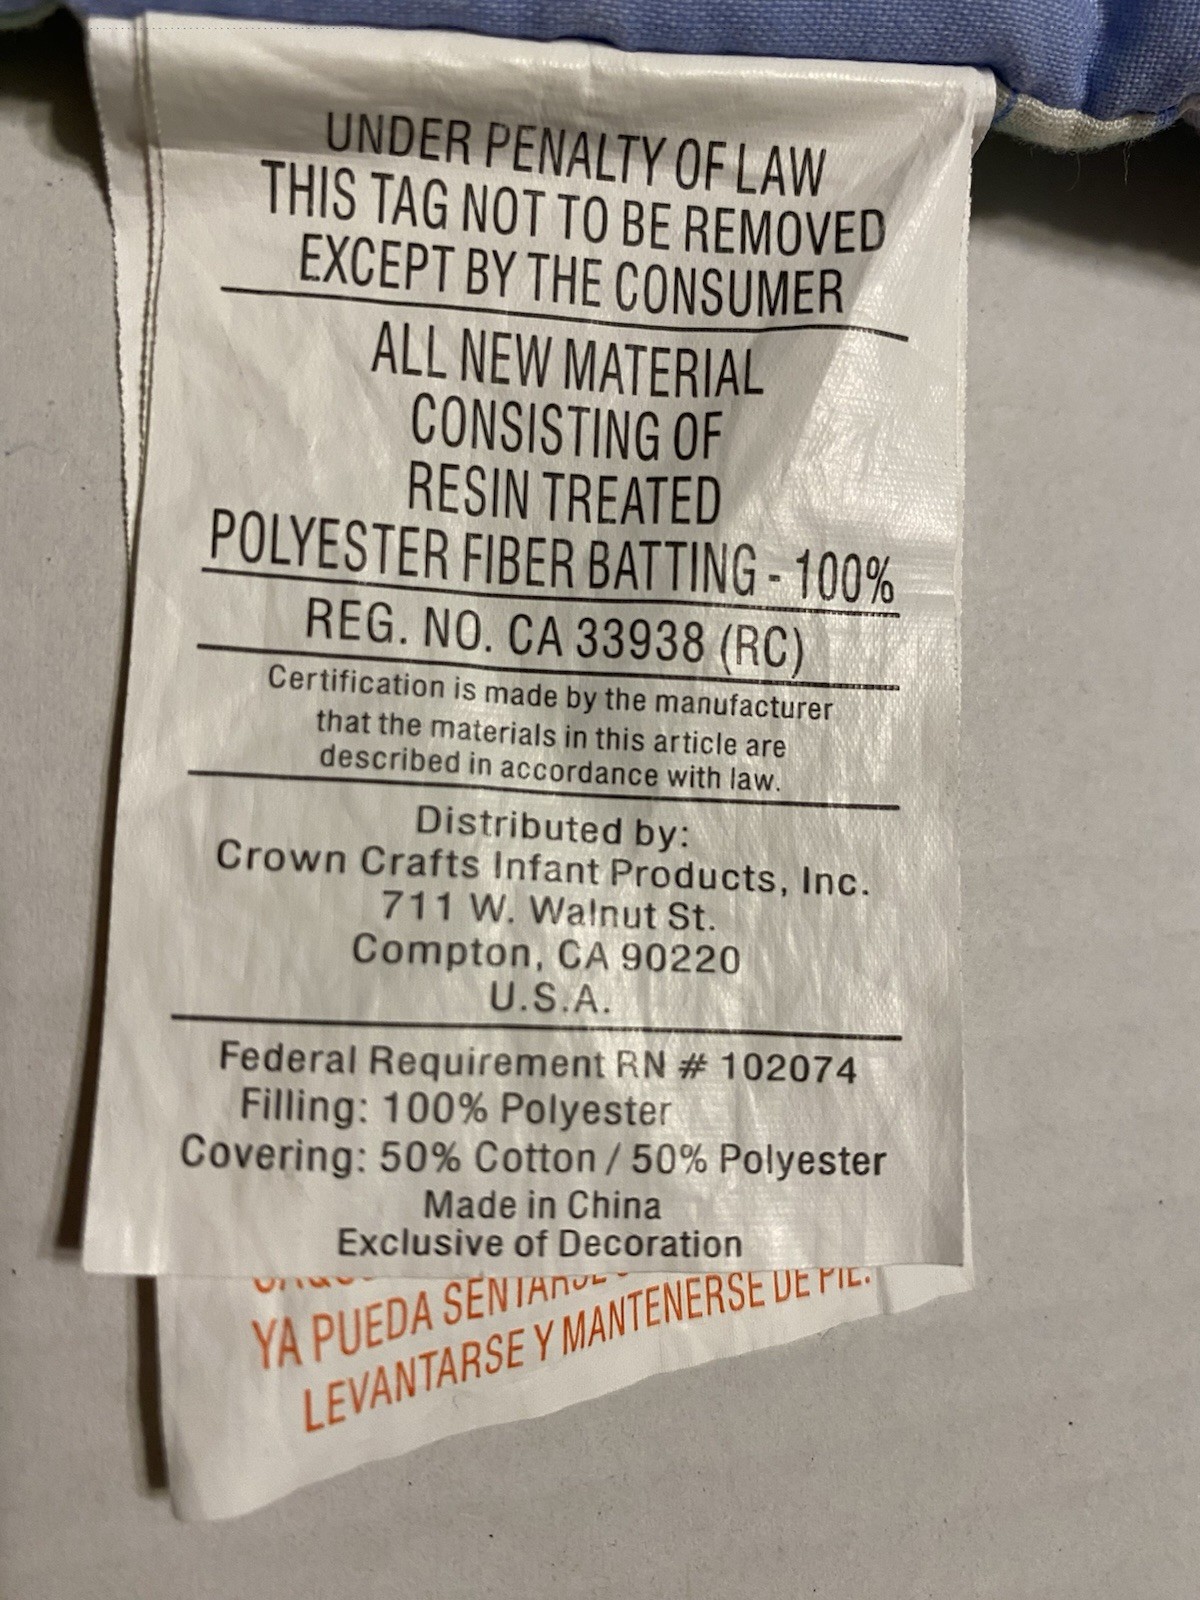 UNDER PENALTY OF LAW
THIS TAG NOT TO BE REMOVED
EXCEPT BY THE CONSUMER
ALL NEW MATERIAL
CONSISTING OF
RESIN TREATED
POLYESTER FIBER BATTING - 100%
REG. NO. CA 33938 (RC)
Certification is made by the manufacturer
that the materials in this article are
described in accordance with law.
Distributed by:
Crown Crafts Infant Products, Inc.
711 W. Walnut St.
Compton, CA 90220
U.S.A.
Federal Requirement RN # 102074
Filling: 100% Polyester
Covering: 50% Cotton / 50% Polyester
Made in China
Exclusive of Decoration
YA PUEDA SENTARSE
LEVANTARSE Y MANTENERSE DE PIE.